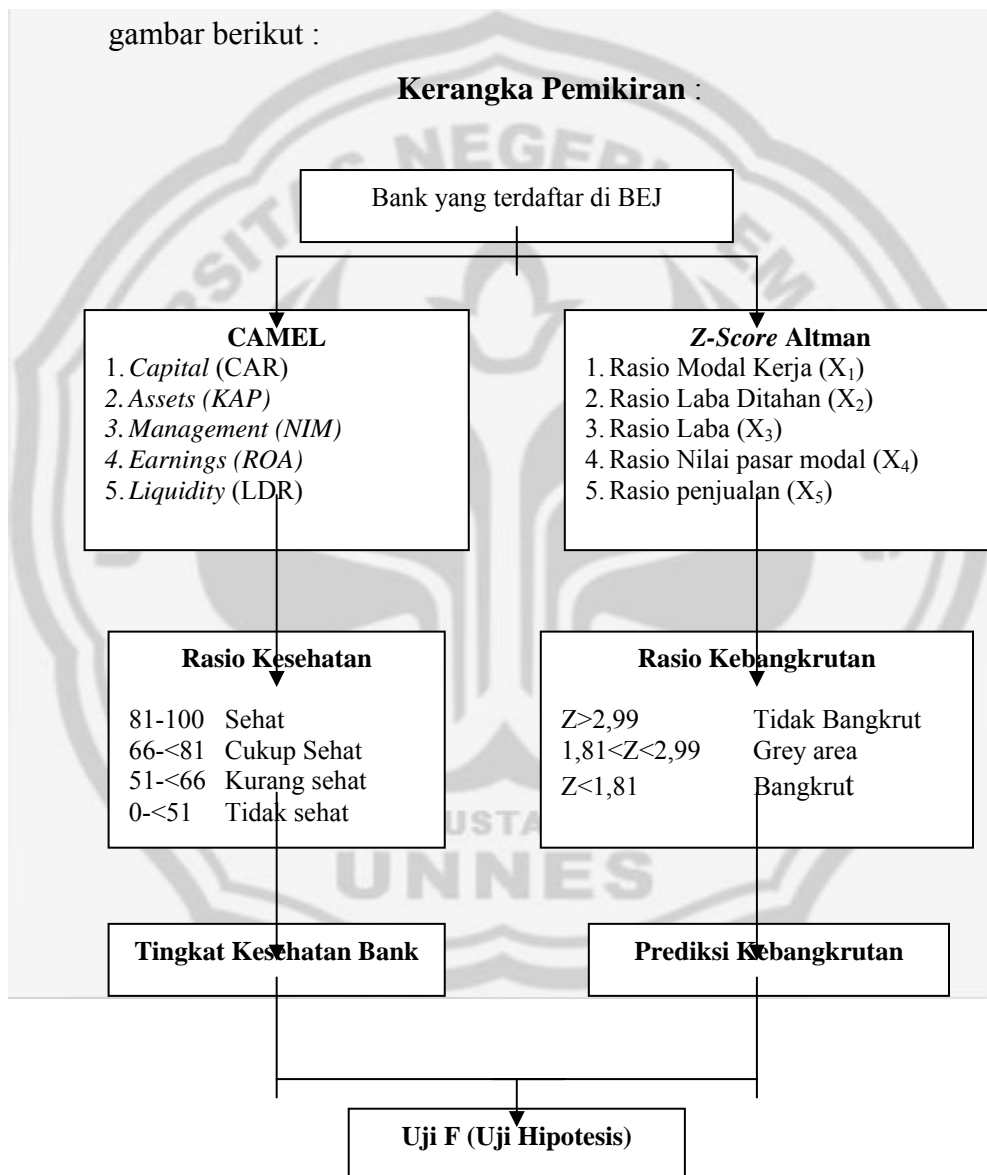 gambar berikut :
Kerangka Pemikiran :
Bank yang terdaftar di BEJ
CAMEL
1. Capital (CAR)
2. Assets (KAP)
3. Management (NIM)
4. Earnings (ROA)
5. Liquidity (LDR)
Z-Score Altman
1. Rasio Modal Kerja (X₁)
2. Rasio Laba Ditahan (X₂)
3. Rasio Laba (X₃)
4. Rasio Nilai pasar modal (X₄)
5. Rasio penjualan (X₅)
Rasio Kesehatan
81-100 Sehat
66-<81 Cukup Sehat
51-<66 Kurang sehat
0-<51 Tidak sehat
Rasio Kebangkrutan
Z>2,99 Tidak Bangkrut
1,81<Z<2,99 Grey area
Z<1,81 Bangkrut
UNNES
Tingkat Kesehatan Bank
Prediksi Kebangkrutan
Uji F (Uji Hipotesis)